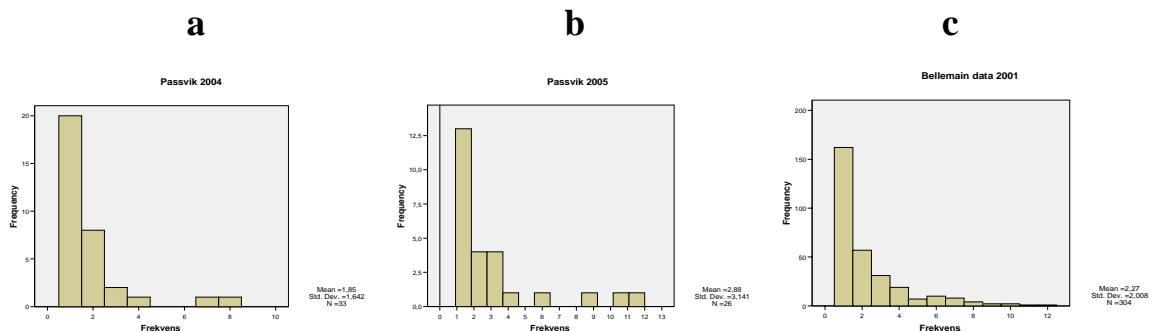 a
Passvik 2004
20
15
10
5
0
Frequency
0 2 4 6 8 10
Frekvens
Mean =1,85
Std. Dev. =1,642
N =33
b
Passvik 2005
12,5
10,0
7,5
5,0
2,5
0,0
Frequency
0 1 2 3 4 5 6 7 8 9 10 11 12 13
Frekvens
Mean =2,88
Std. Dev. =3,141
N =26
c
Bellemain data 2001
200
150
100
50
0
Frequency
0 2 4 6 8 10 12
Frekvens
Mean =2,27
Std. Dev. =2,008
N =304